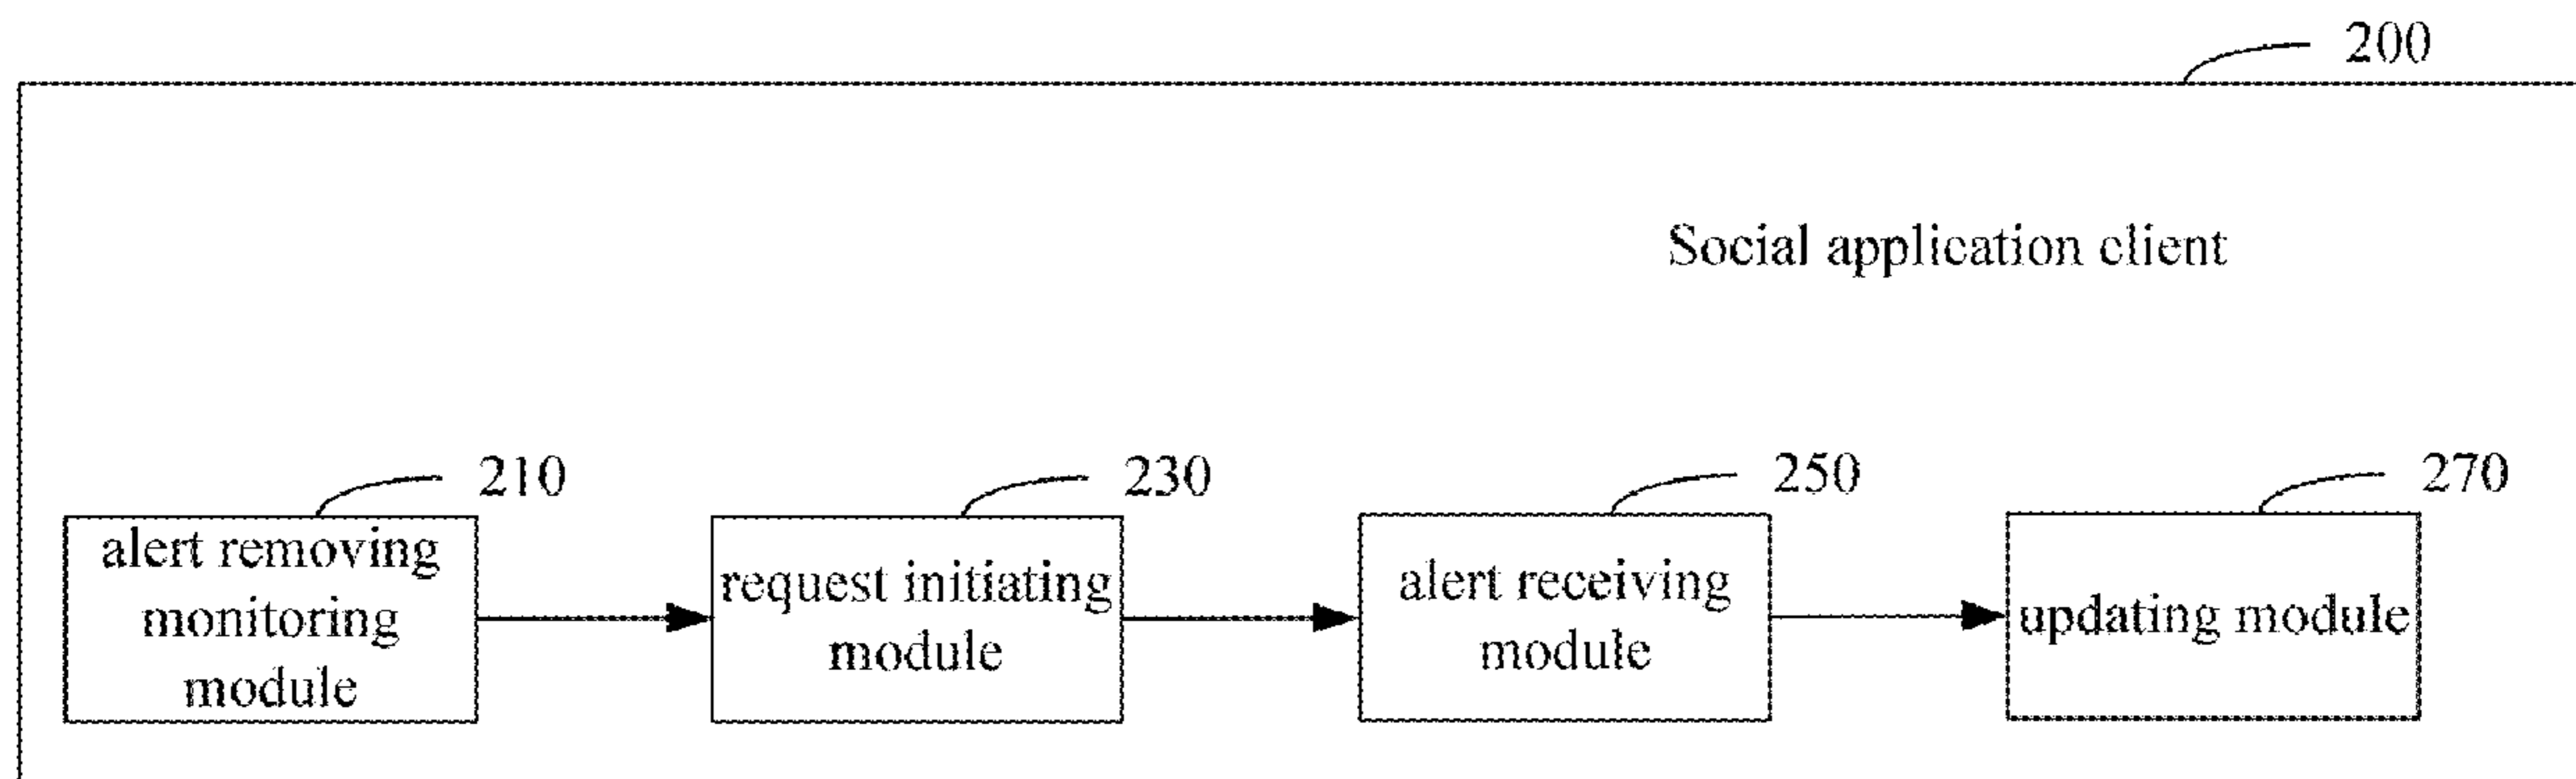 200
Social application client
210
230
250
270
alert removing
monitoring
module
request initiating
module
alert receiving
module
updating module